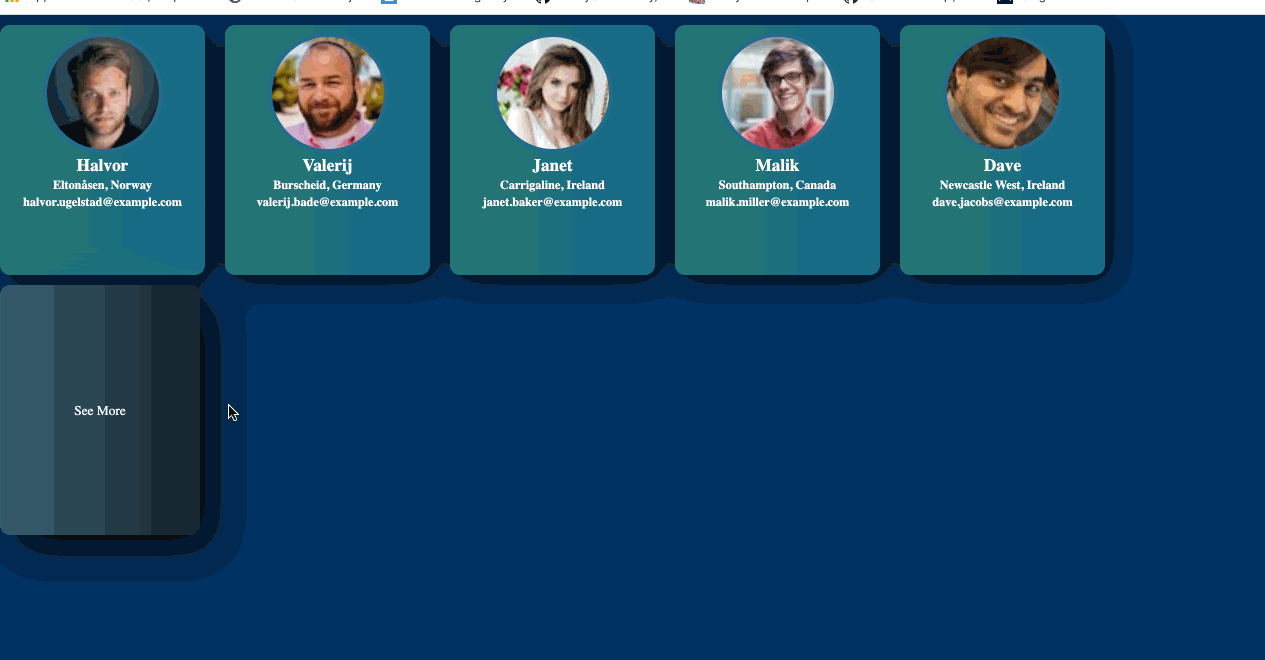 Halvor
Eltonåsen, Norway
halvor.ugelstad@example.com
Valerij
Burscheid, Germany
valerij.bade@example.com
Janet
Carrigaline, Ireland
janet.baker@example.com
Malik
Southampton, Canada
malik.miller@example.com
Dave
Newcastle West, Ireland
dave.jacobs@example.com
See More